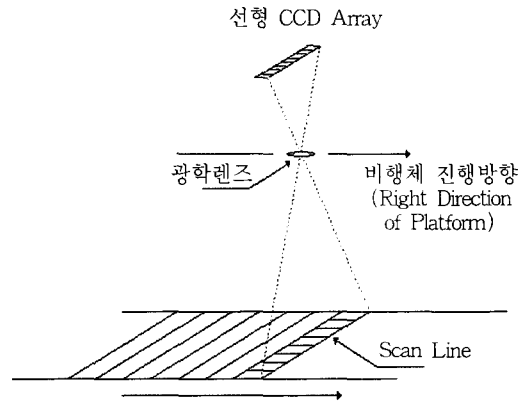 선형 CCD Array
광학렌즈
비행체 진행방향
(Right Direction
of Platform)
Scan Line